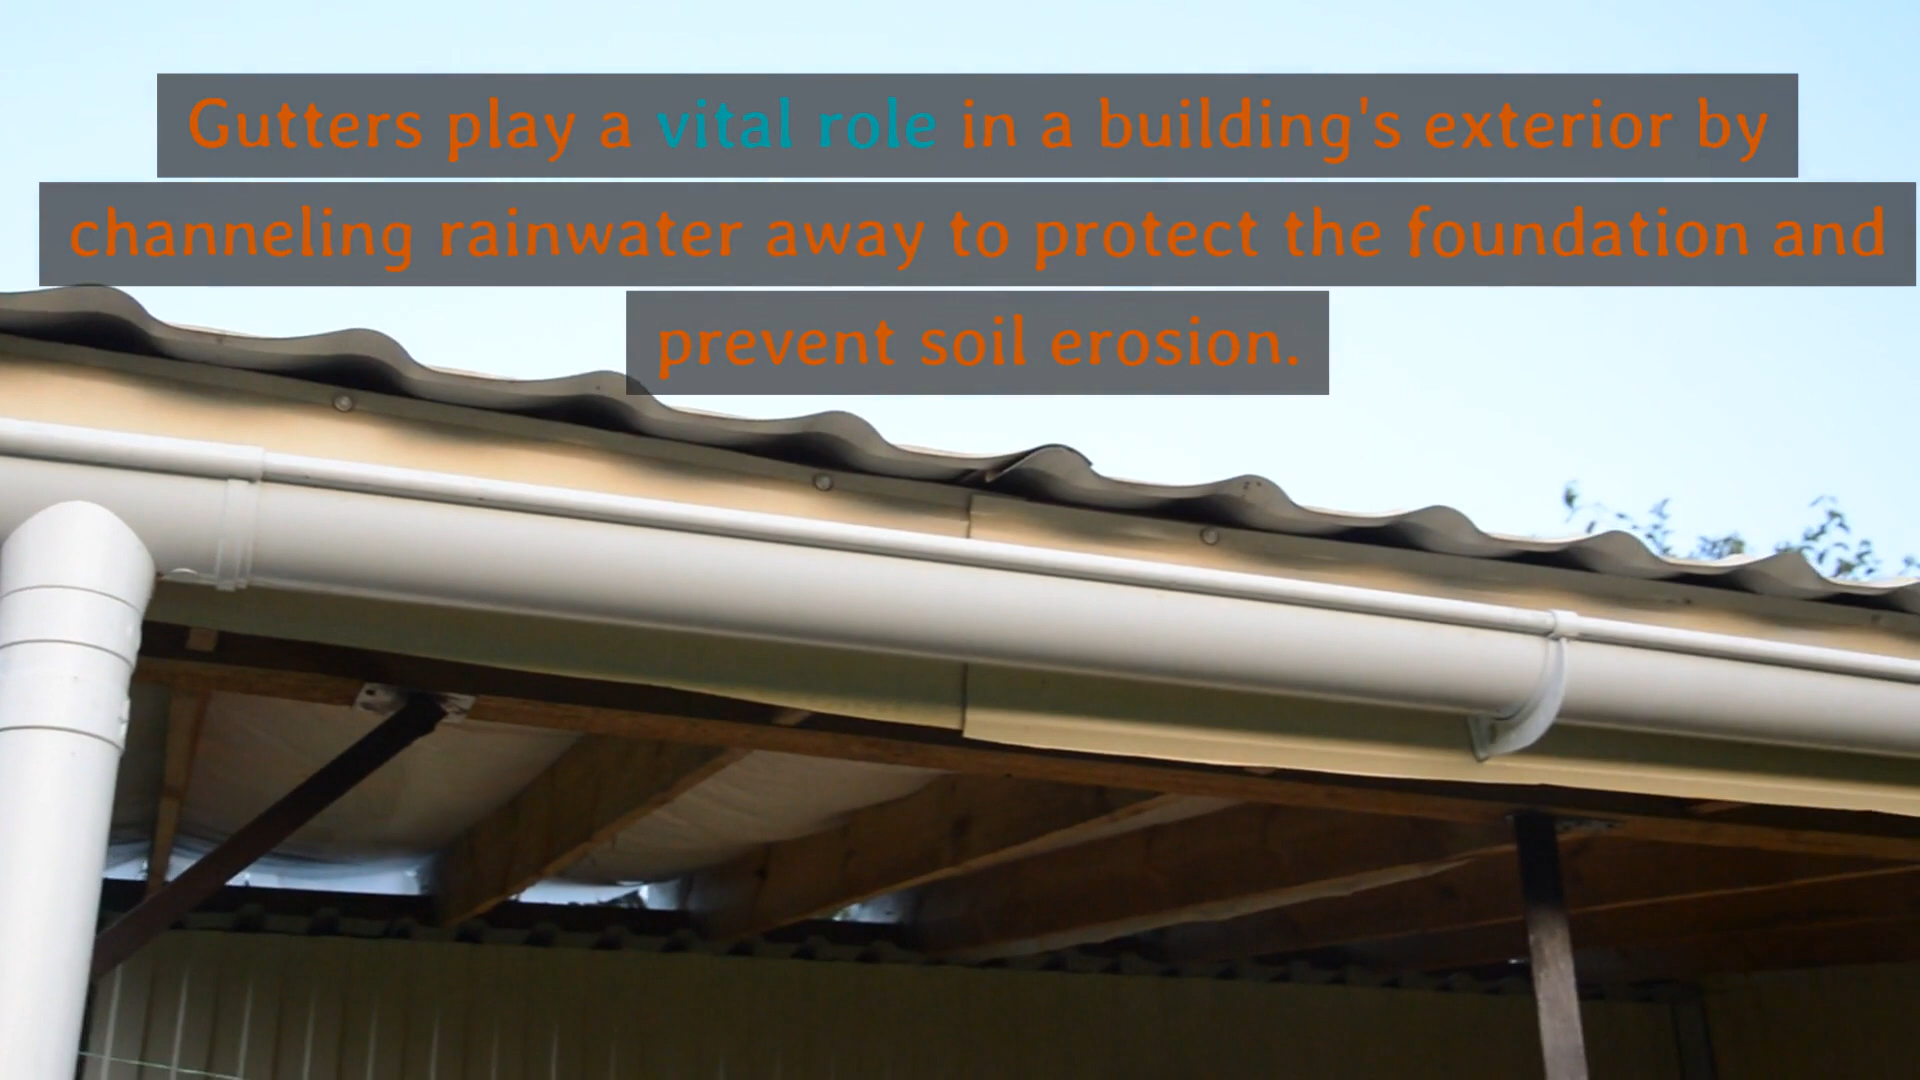 Gutters play a vital role in a building's exterior by
channeling rainwater away to protect the foundation and
prevent soil erosion.